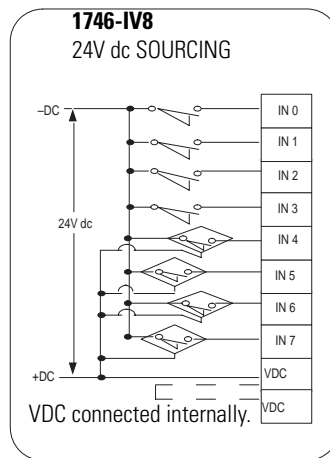 1746-IV8
24V dc SOURCING
–DC
IN 0
IN 1
IN 2
24V dc
IN 3
IN 4
IN 5
IN 6
IN 7
+DC
VDC
VDC connected internally.
VDC